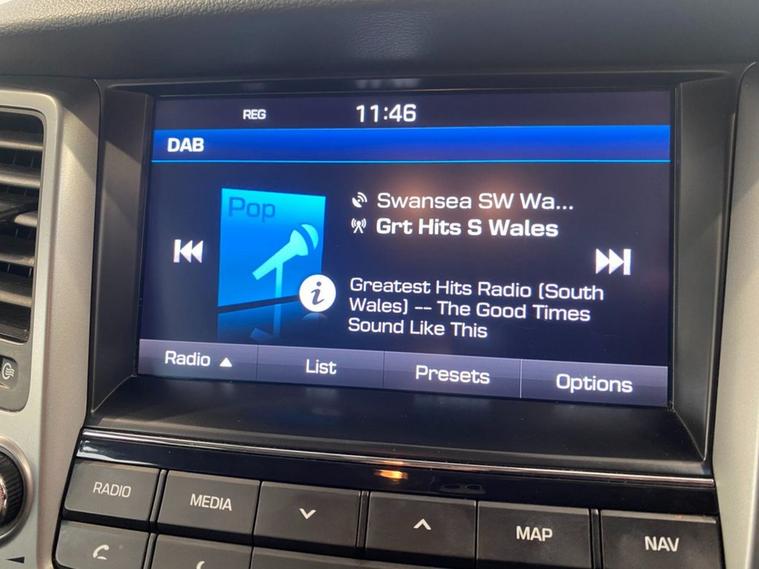 REG 11:46
DAB
Pop
Swansea SW Wa...
Grt Hits S Wales
i
Greatest Hits Radio (South
Wales) -- The Good Times
Sound Like This
Radio ▲ List Presets Options
RADIO MEDIA MAP NAV